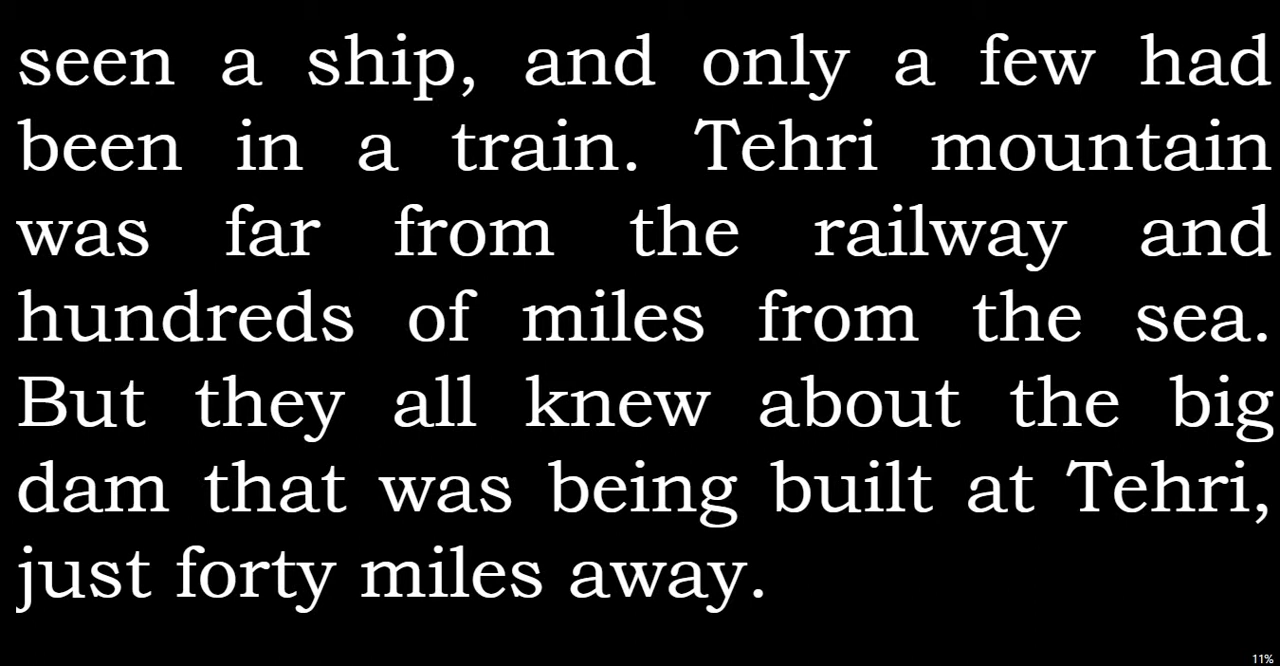 seen a ship, and only a few had
been in a train. Tehri mountain
was far from the railway and
hundreds of miles from the sea.
But they all knew about the big
dam that was being built at Tehri,
just forty miles away.
11%